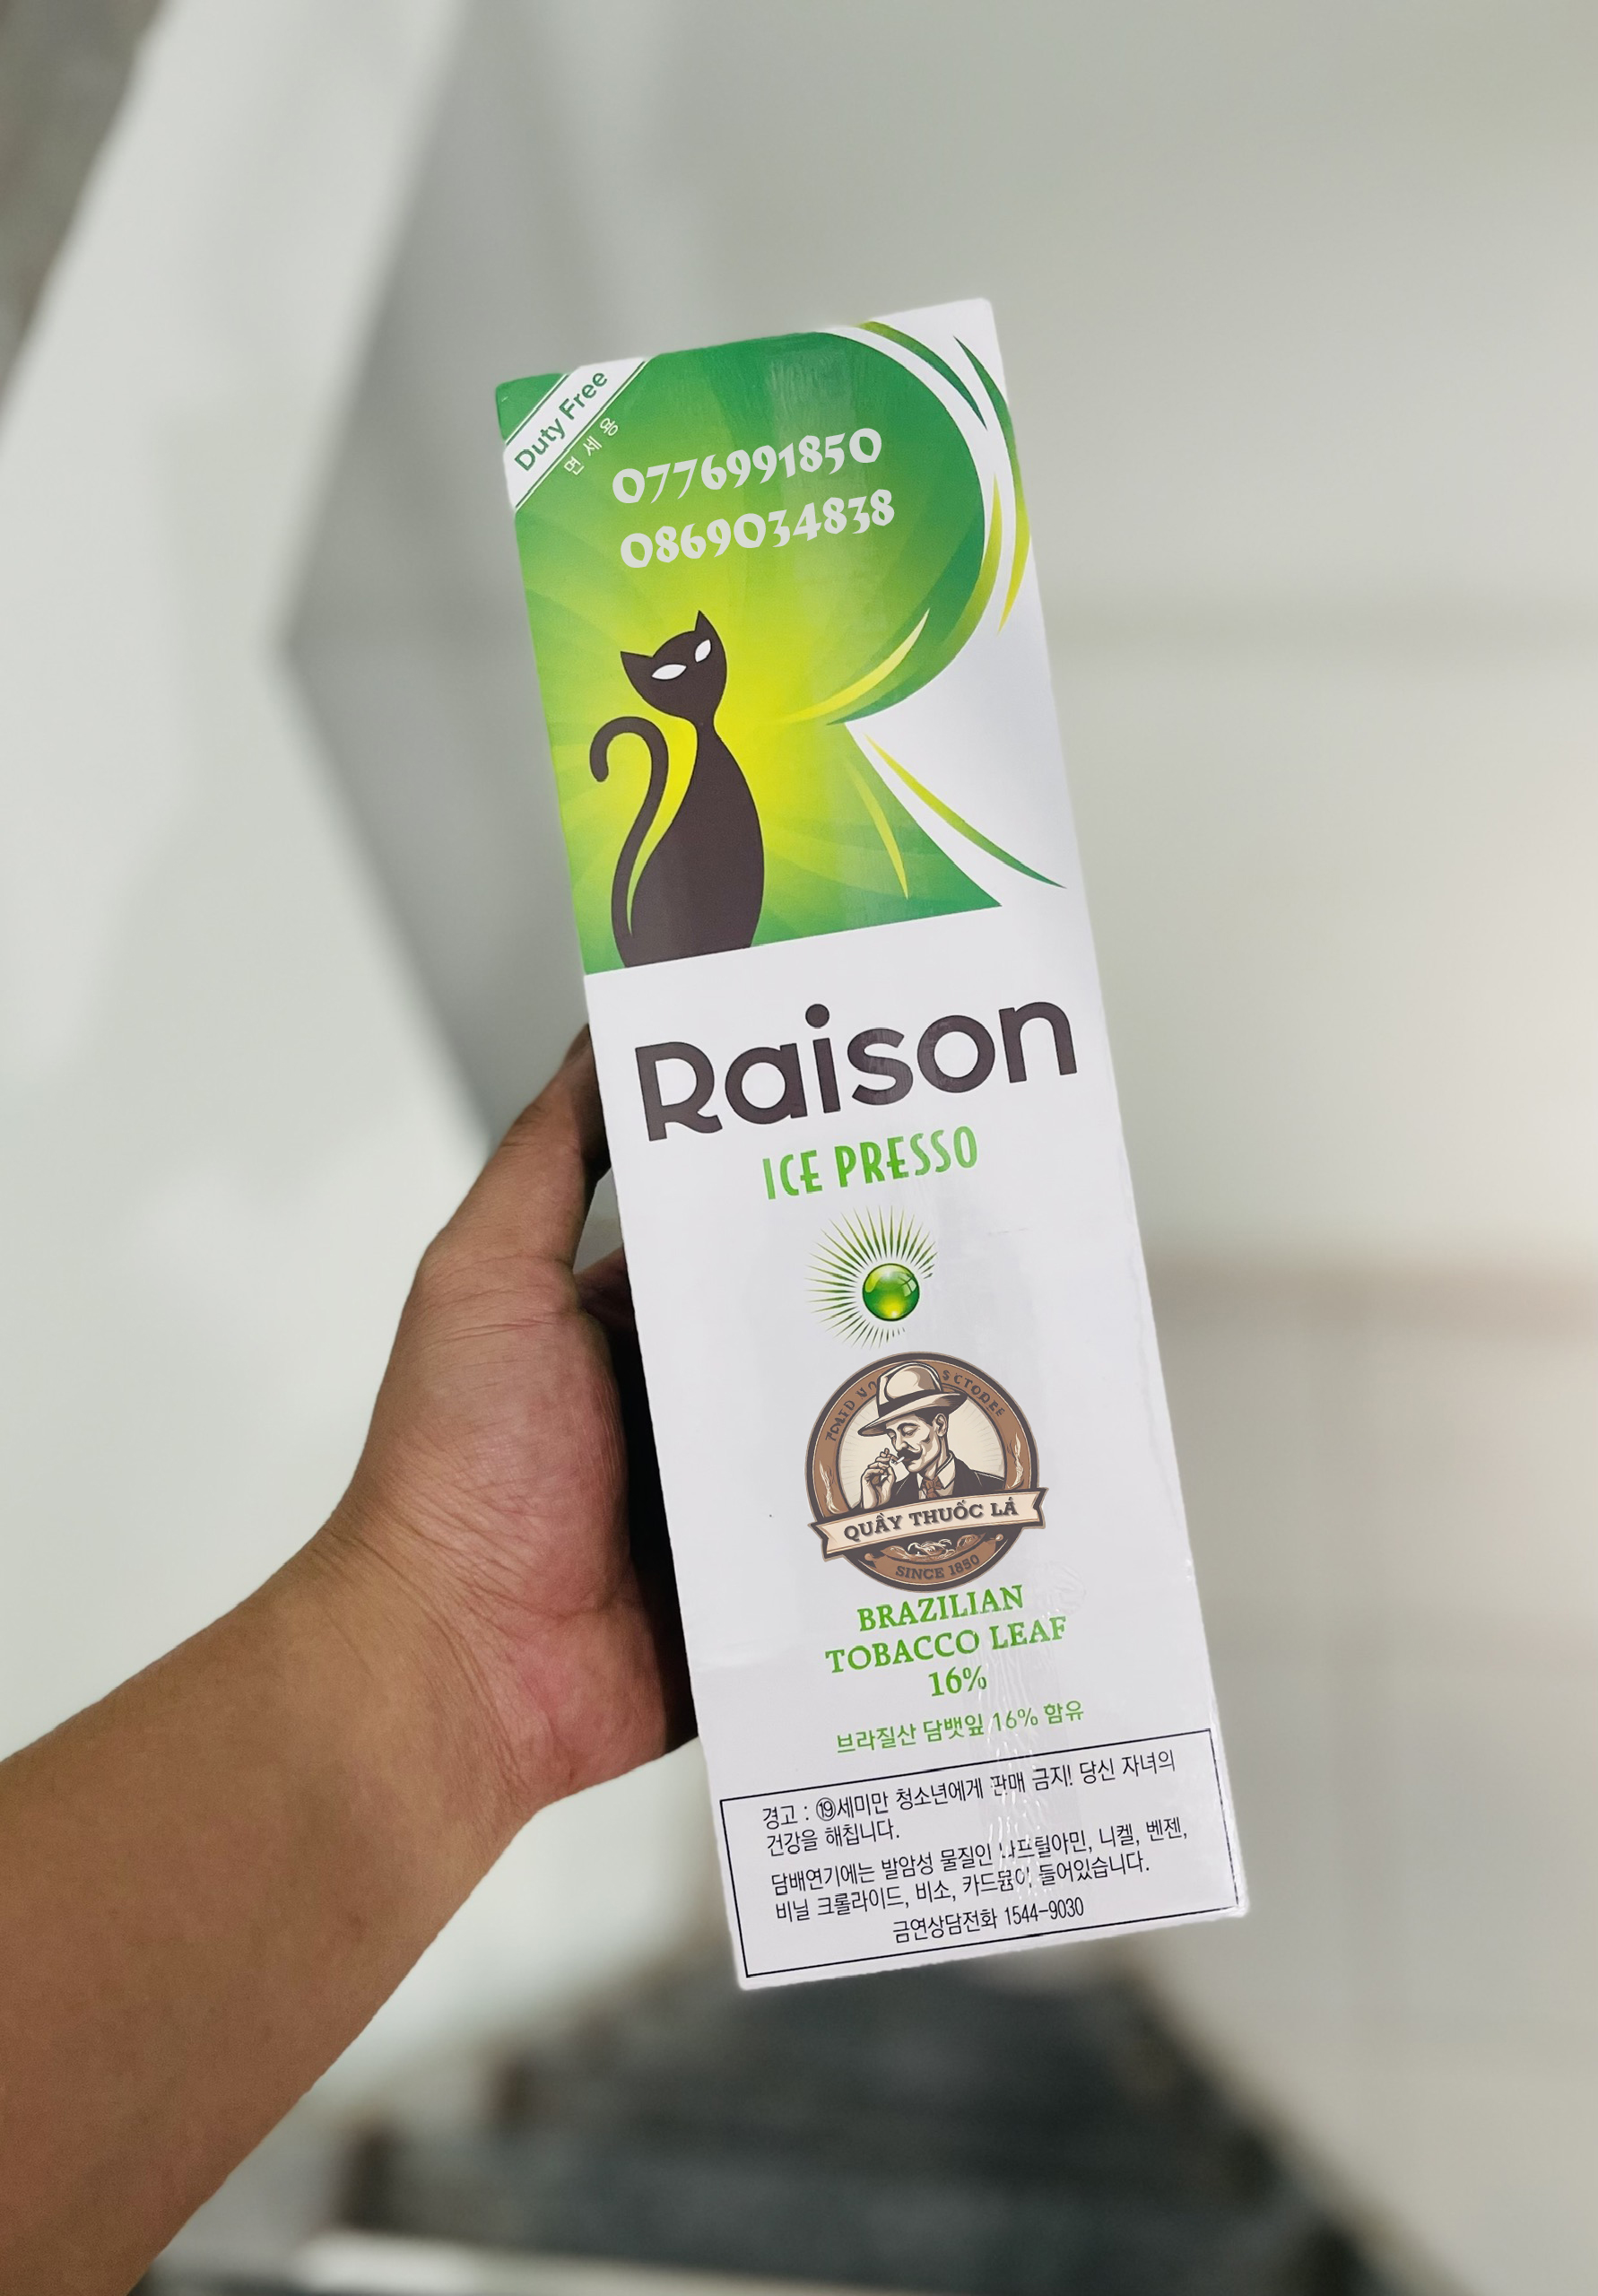 Duty Free
면세용
0776991850
0869034838
Raison
ICE PRESSO
QUẦY THUỐC LÁ
SINCE 1850
BRAZILIAN
TOBACCO LEAF
16%
브라질산 담뱃잎 16% 함유
경고 : ⑲세미만 청소년에게 판매 금지! 당신 자녀의
건강을 해칩니다.
담배연기에는 발암성 물질인 나프틸아민, 니켈, 벤젠,
비닐 크롤라이드, 비소, 카드뮴이 들어있습니다.
금연상담전화 1544-9030